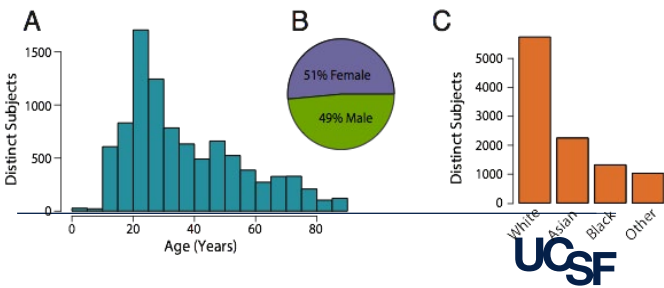 A
B
C
1500
1000
500
0
Distinct Subjects
0 20 40 60 80
Age (Years)
51% Female
49% Male
5000
4000
3000
2000
1000
0
Distinct Subjects
White Asian Black Other
UCSF